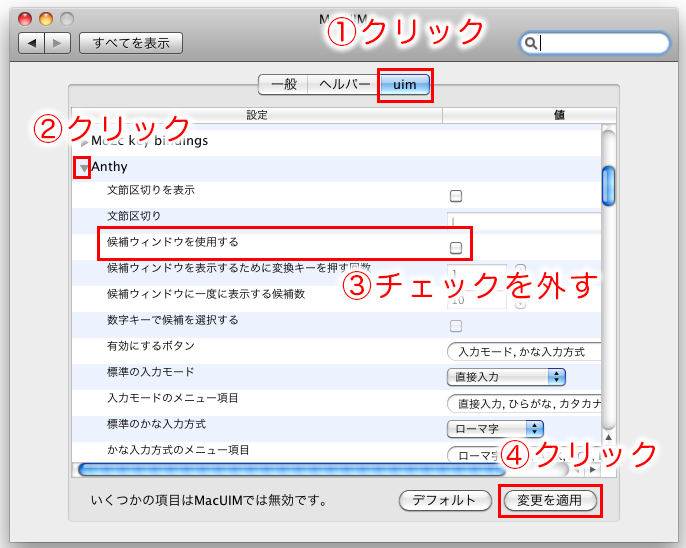 MacUIM
①クリック
すべてを表示
一般 ヘルパー uim
設定 値
②クリック
Mozc key bindings
Anthy
文節区切りを表示
文節区切り |
候補ウィンドウを使用する
候補ウィンドウを表示するために変換キーを押す回数 1
③チェックを外す
候補ウィンドウに一度に表示する候補数 10
数字キーで候補を選択する
有効にするボタン 入力モード, かな入力方式
標準の入力モード 直接入力
入力モードのメニュー項目 直接入力, ひらがな, カタカナ
標準のかな入力方式 ローマ字
かな入力方式のメニュー項目 ローマ字
④クリック
いくつかの項目はMacUIMでは無効です。 デフォルト 変更を適用